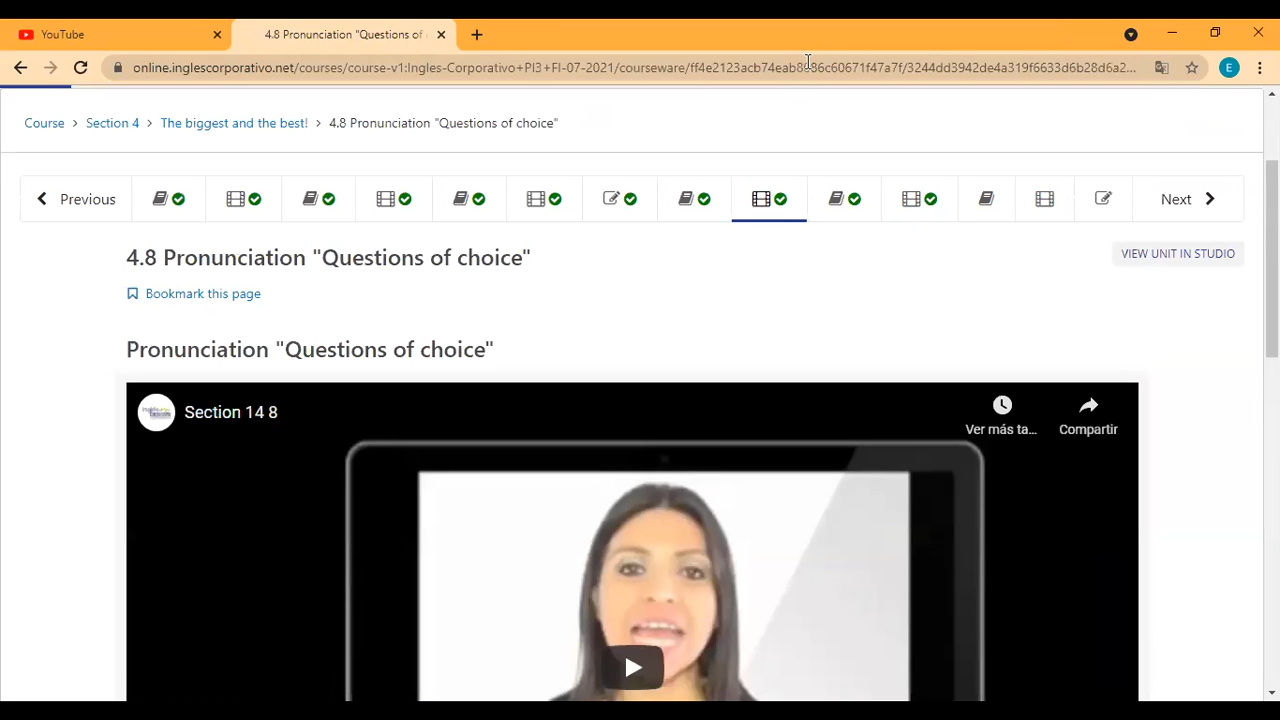 YouTube
4.8 Pronunciation "Questions of
online.inglescorporativo.net/courses/course-v1:Ingles-Corporativo+PI3+FI-07-2021/courseware/ff4e2123acb74eab8986c60671f47a7f/3244dd3942de4a319f6633d6b28d6a2...
E
Course > Section 4 > The biggest and the best! > 4.8 Pronunciation "Questions of choice"
Previous
Next
4.8 Pronunciation "Questions of choice"
VIEW UNIT IN STUDIO
Bookmark this page
Pronunciation "Questions of choice"
Section 14 8
Ver más ta...
Compartir